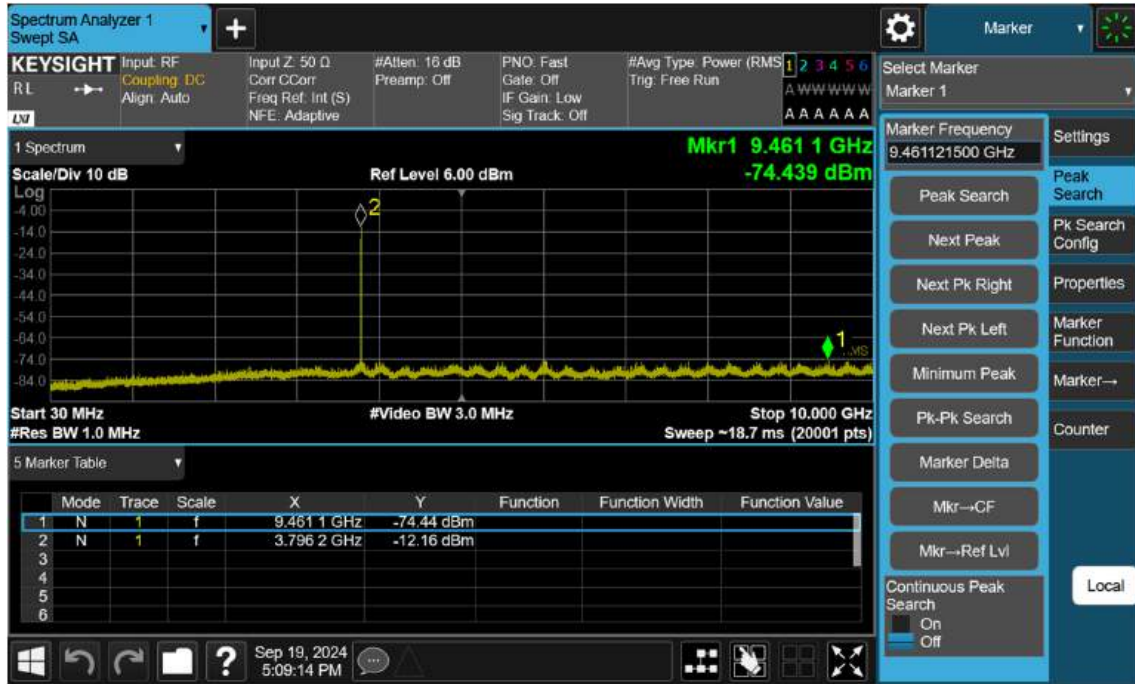 Spectrum Analyzer 1
Swept SA
+
Marker
KEYSIGHT
RL
LXI
Input: RF
Coupling: DC
Align: Auto
Input Z: 50 Ω
Corr CCorr
Freq Ref: Int (S)
NFE: Adaptive
#Atten: 16 dB
Preamp: Off
PNO: Fast
Gate: Off
IF Gain: Low
Sig Track: Off
#Avg Type: Power (RMS
Trig: Free Run
1 2 3 4 5 6
A W W W W W
A A A A A A
Select Marker
Marker 1
1 Spectrum
Mkr1 9.461 1 GHz
-74.439 dBm
Scale/Div 10 dB
Ref Level 6.00 dBm
Log
-4.00
-14.0
-24.0
-34.0
-44.0
-54.0
-64.0
-74.0
-84.0
2
1
RMS
Start 30 MHz
#Video BW 3.0 MHz
Stop 10.000 GHz
#Res BW 1.0 MHz
Sweep ~18.7 ms (20001 pts)
5 Marker Table
Mode Trace Scale X Y Function Function Width Function Value
1 N 1 f 9.461 1 GHz -74.44 dBm
2 N 1 f 3.796 2 GHz -12.16 dBm
3
4
5
6
Marker Frequency
9.461121500 GHz
Peak Search
Next Peak
Next Pk Right
Next Pk Left
Minimum Peak
Pk-Pk Search
Marker Delta
Mkr→CF
Mkr→Ref Lvl
Continuous Peak
Search
On
Off
Settings
Peak
Search
Pk Search
Config
Properties
Marker
Function
Marker→
Counter
Local
?
Sep 19, 2024
5:09:14 PM